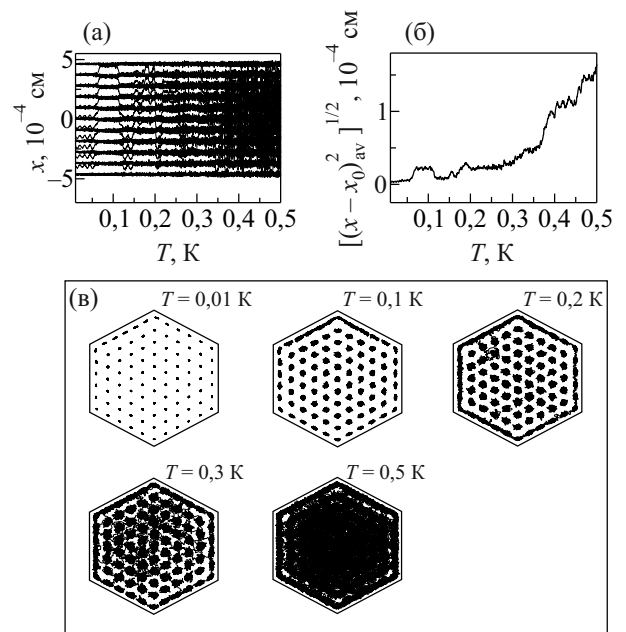 (а)
(б)
5
0
–5
x, 10⁻⁴ см
0,1 0,2 0,3 0,4 0,5
T, К
1
0
[(x – x₀)²av]¹/², 10⁻⁴ см
0,1 0,2 0,3 0,4 0,5
T, К
(в)
T = 0,01 К
T = 0,1 К
T = 0,2 К
T = 0,3 К
T = 0,5 К